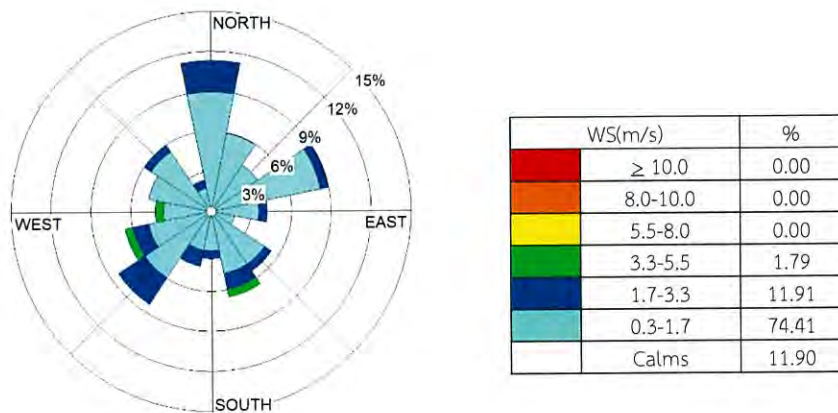 NORTH
15%
12%
9%
6%
3%
WEST
EAST
SOUTH
WS(m/s) %
≥ 10.0 0.00
8.0-10.0 0.00
5.5-8.0 0.00
3.3-5.5 1.79
1.7-3.3 11.91
0.3-1.7 74.41
Calms 11.90